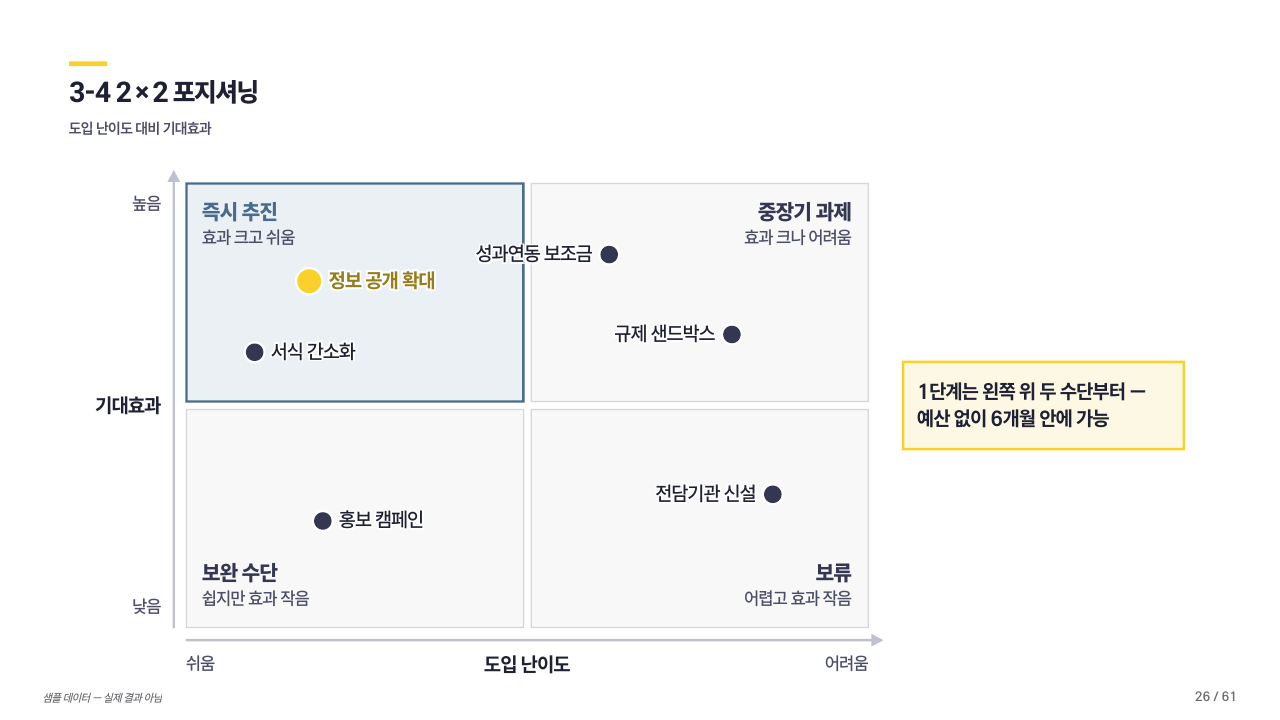 3-4 2×2 포지셔닝
도입 난이도 대비 기대효과
높음
즉시 추진
효과 크고 쉬움
중장기 과제
효과 크나 어려움
성과연동 보조금
정보 공개 확대
규제 샌드박스
서식 간소화
기대효과
1단계는 왼쪽 위 두 수단부터 —
예산 없이 6개월 안에 가능
전담기관 신설
홍보 캠페인
보완 수단
쉽지만 효과 작음
보류
어렵고 효과 작음
낮음
쉬움
도입 난이도
어려움
샘플 데이터 — 실제 결과 아님
26 / 61